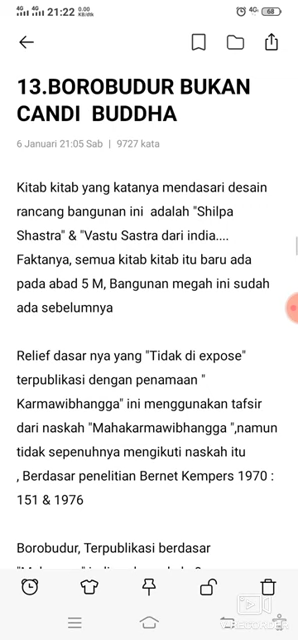 21:22
0.00
KB/dtk
4G
68
13.BOROBUDUR BUKAN
CANDI BUDDHA
6 Januari 21:05 Sab | 9727 kata
Kitab kitab yang katanya mendasari desain
rancang bangunan ini adalah "Shilpa
Shastra" & "Vastu Sastra dari india....
Faktanya, semua kitab kitab itu baru ada
pada abad 5 M, Bangunan megah ini sudah
ada sebelumnya
Relief dasar nya yang "Tidak di expose"
terpublikasi dengan penamaan "
Karmawibhangga" ini menggunakan tafsir
dari naskah "Mahakarmawibhangga ",namun
tidak sepenuhnya mengikuti naskah itu
, Berdasar penelitian Bernet Kempers 1970 :
151 & 1976
Borobudur, Terpublikasi berdasar